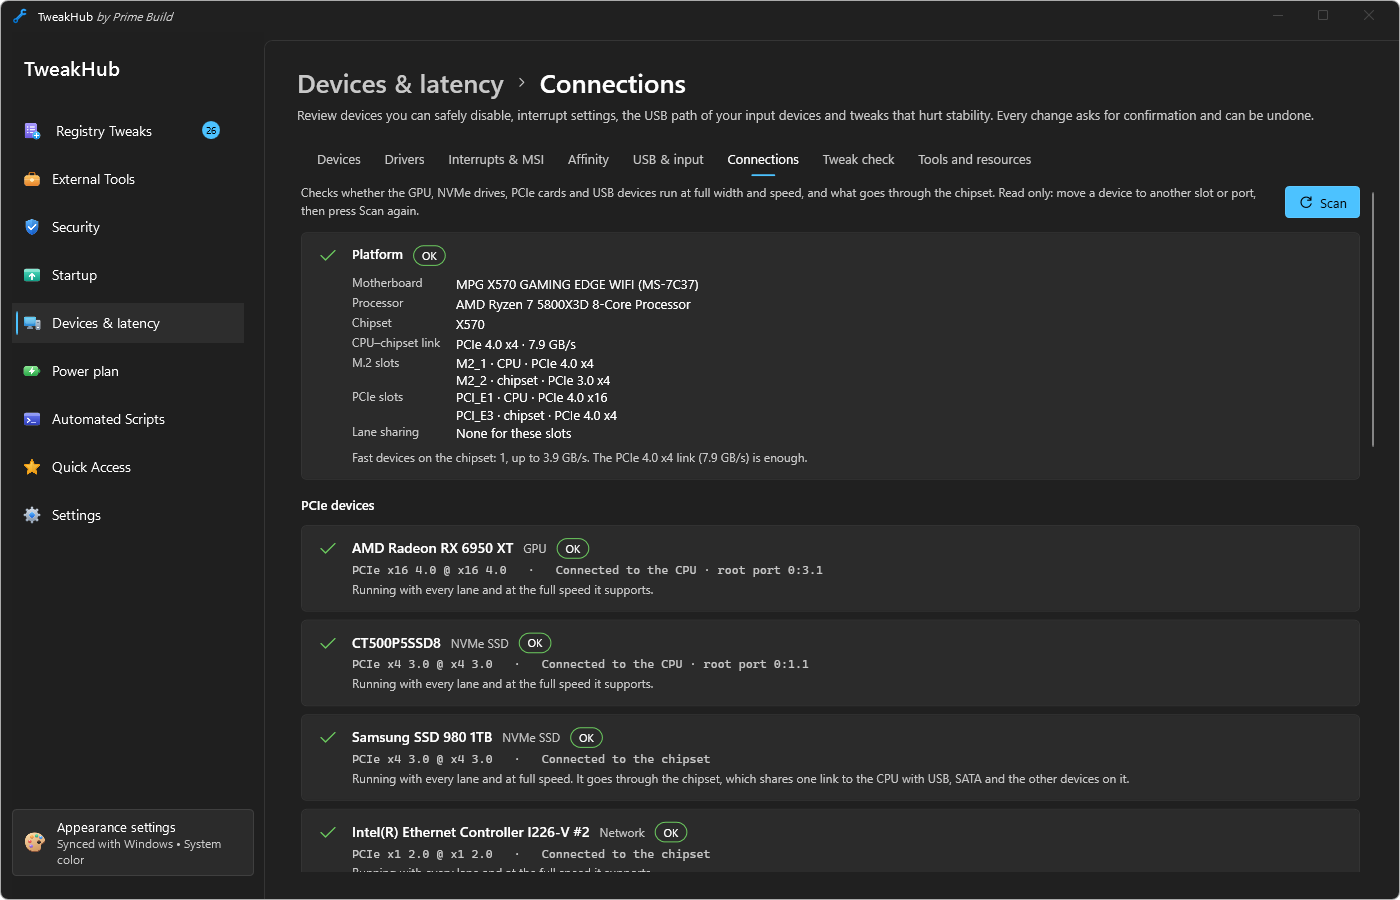 TweakHub by Prime Build
TweakHub
Registry Tweaks 26
External Tools
Security
Startup
Devices & latency
Power plan
Automated Scripts
Quick Access
Settings
Appearance settings
Synced with Windows • System
color
Devices & latency › Connections
Review devices you can safely disable, interrupt settings, the USB path of your input devices and tweaks that hurt stability. Every change asks for confirmation and can be undone.
Devices Drivers Interrupts & MSI Affinity USB & input Connections Tweak check Tools and resources
Checks whether the GPU, NVMe drives, PCIe cards and USB devices run at full width and speed, and what goes through the chipset. Read only: move a device to another slot or port,
then press Scan again.
Scan
Platform OK
Motherboard MPG X570 GAMING EDGE WIFI (MS-7C37)
Processor AMD Ryzen 7 5800X3D 8-Core Processor
Chipset X570
CPU–chipset link PCIe 4.0 x4 · 7.9 GB/s
M.2 slots M2_1 · CPU · PCIe 4.0 x4
M2_2 · chipset · PCIe 3.0 x4
PCIe slots PCI_E1 · CPU · PCIe 4.0 x16
PCI_E3 · chipset · PCIe 4.0 x4
Lane sharing None for these slots
Fast devices on the chipset: 1, up to 3.9 GB/s. The PCIe 4.0 x4 link (7.9 GB/s) is enough.
PCIe devices
AMD Radeon RX 6950 XT GPU OK
PCIe x16 4.0 @ x16 4.0 · Connected to the CPU · root port 0:3.1
Running with every lane and at the full speed it supports.
CT500P5SSD8 NVMe SSD OK
PCIe x4 3.0 @ x4 3.0 · Connected to the CPU · root port 0:1.1
Running with every lane and at the full speed it supports.
Samsung SSD 980 1TB NVMe SSD OK
PCIe x4 3.0 @ x4 3.0 · Connected to the chipset
Running with every lane and at full speed. It goes through the chipset, which shares one link to the CPU with USB, SATA and the other devices on it.
Intel(R) Ethernet Controller I226-V #2 Network OK
PCIe x1 2.0 @ x1 2.0 · Connected to the chipset
Running with every lane and at the full speed it supports.